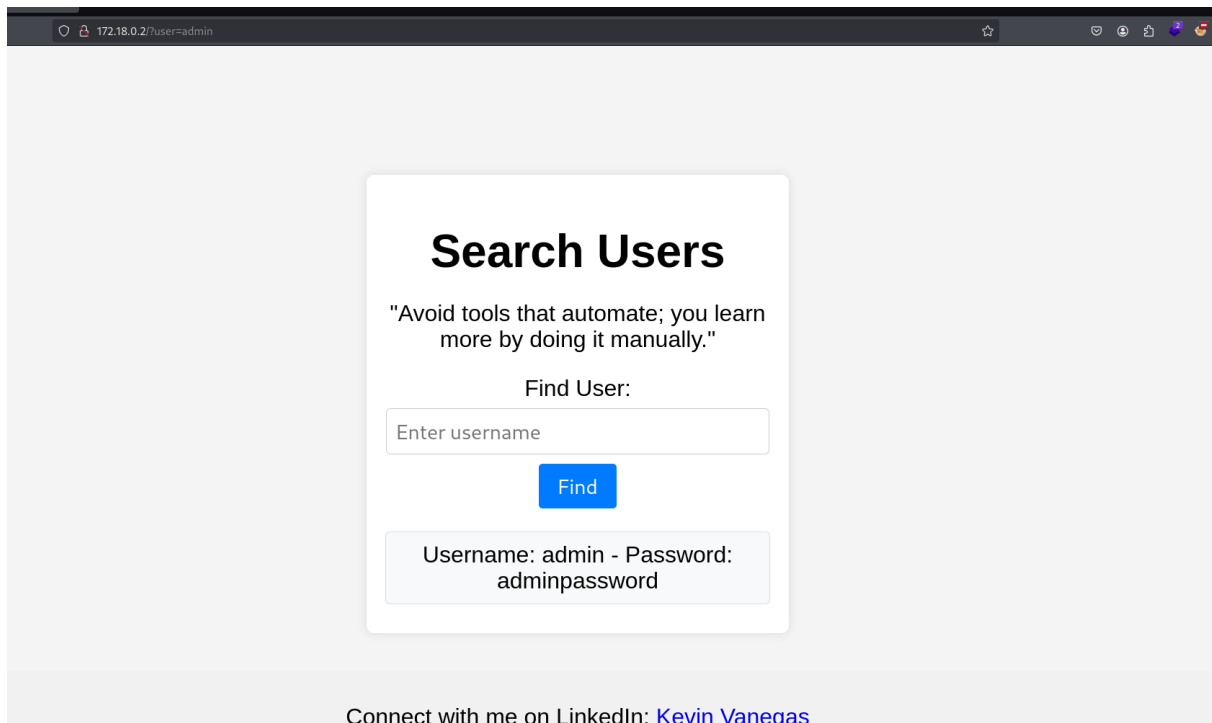 172.18.0.2/?user=admin
2
Search Users
"Avoid tools that automate; you learn
more by doing it manually."
Find User:
Enter username
Find
Username: admin - Password:
adminpassword
Connect with me on LinkedIn: Kevin Vanegas